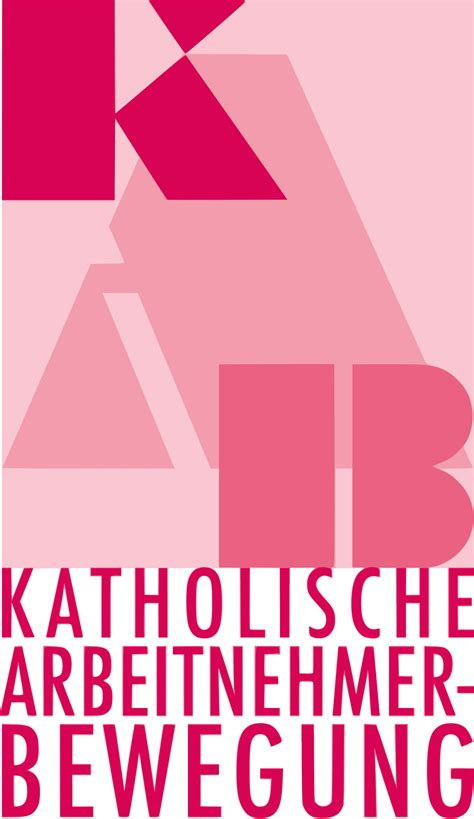 K
A
B
KATHOLISCHE
ARBEITNEHMER-
BEWEGUNG